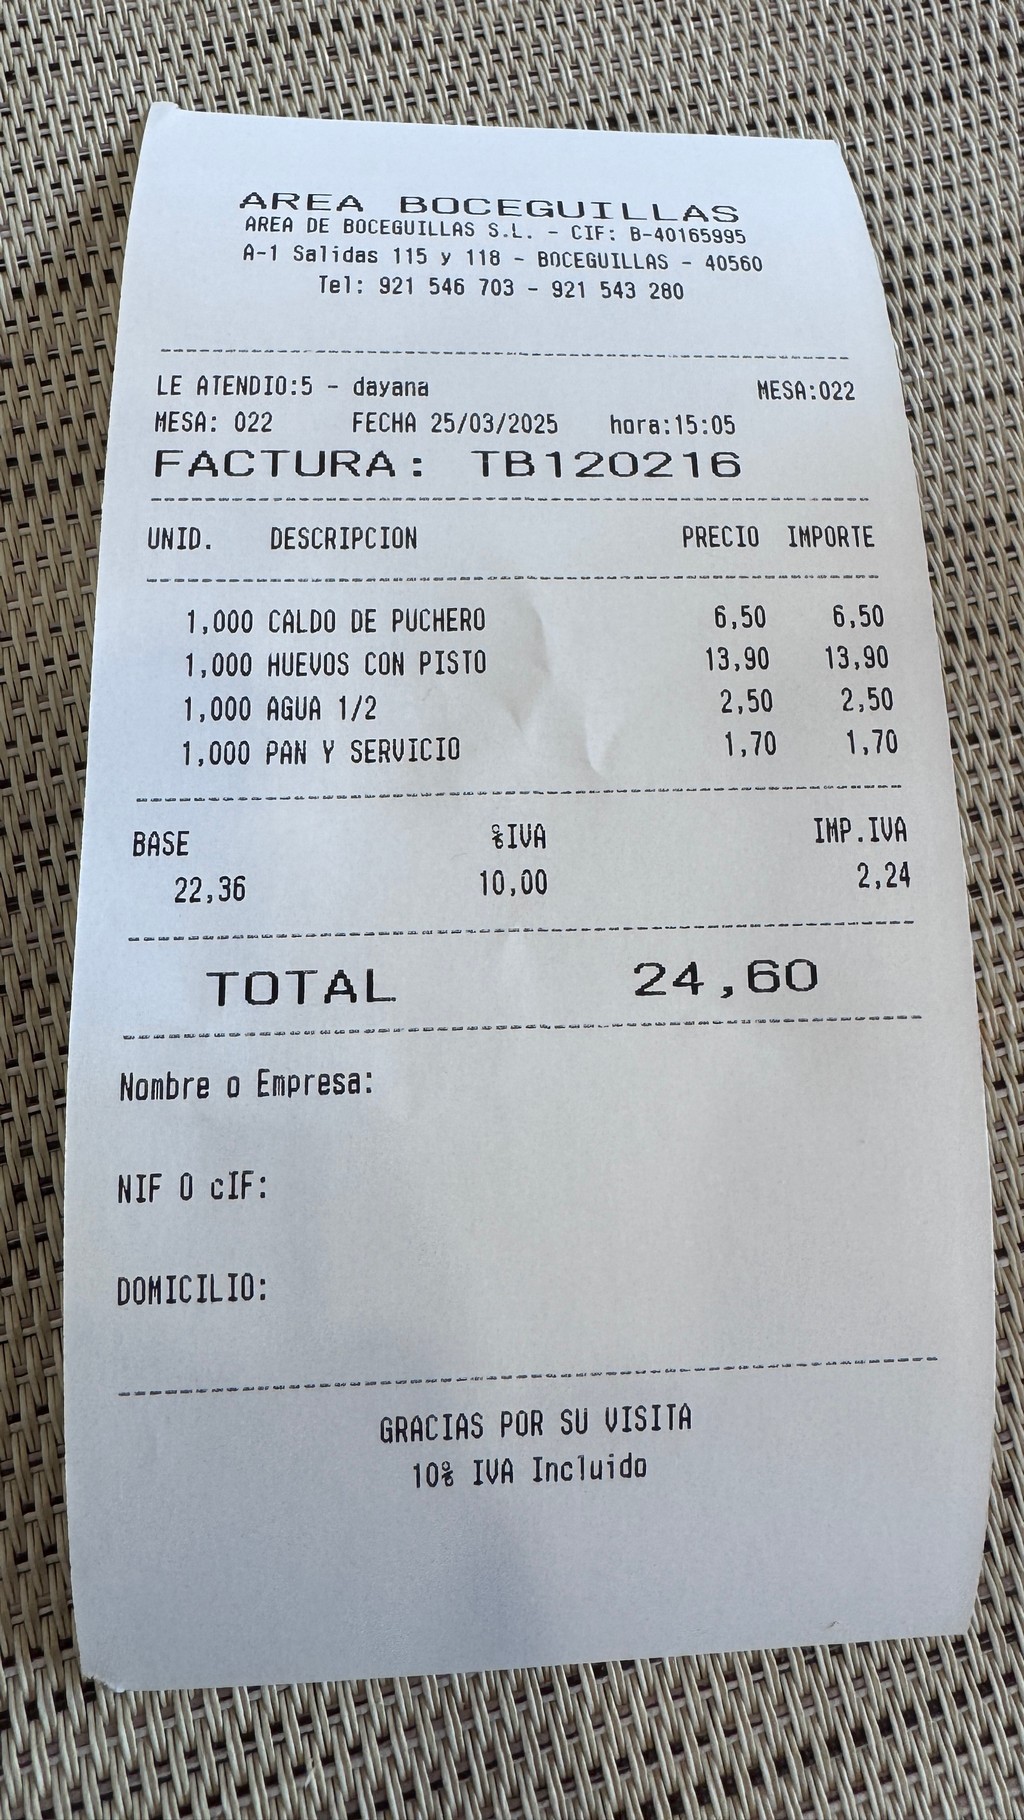 AREA BOCEGUILLAS
AREA DE BOCEGUILLAS S.L. - CIF: B-40165995
A-1 Salidas 115 y 118 - BOCEGUILLAS - 40560
Tel: 921 546 703 - 921 543 280
LE ATENDIO:5 - dayana MESA:022
MESA: 022 FECHA 25/03/2025 hora:15:05
FACTURA: TB120216
UNID. DESCRIPCION PRECIO IMPORTE
1,000 CALDO DE PUCHERO 6,50 6,50
1,000 HUEVOS CON PISTO 13,90 13,90
1,000 AGUA 1/2 2,50 2,50
1,000 PAN Y SERVICIO 1,70 1,70
BASE %IVA IMP.IVA
22,36 10,00 2,24
TOTAL 24,60
Nombre o Empresa:
NIF O cIF:
DOMICILIO:
GRACIAS POR SU VISITA
10% IVA Incluido